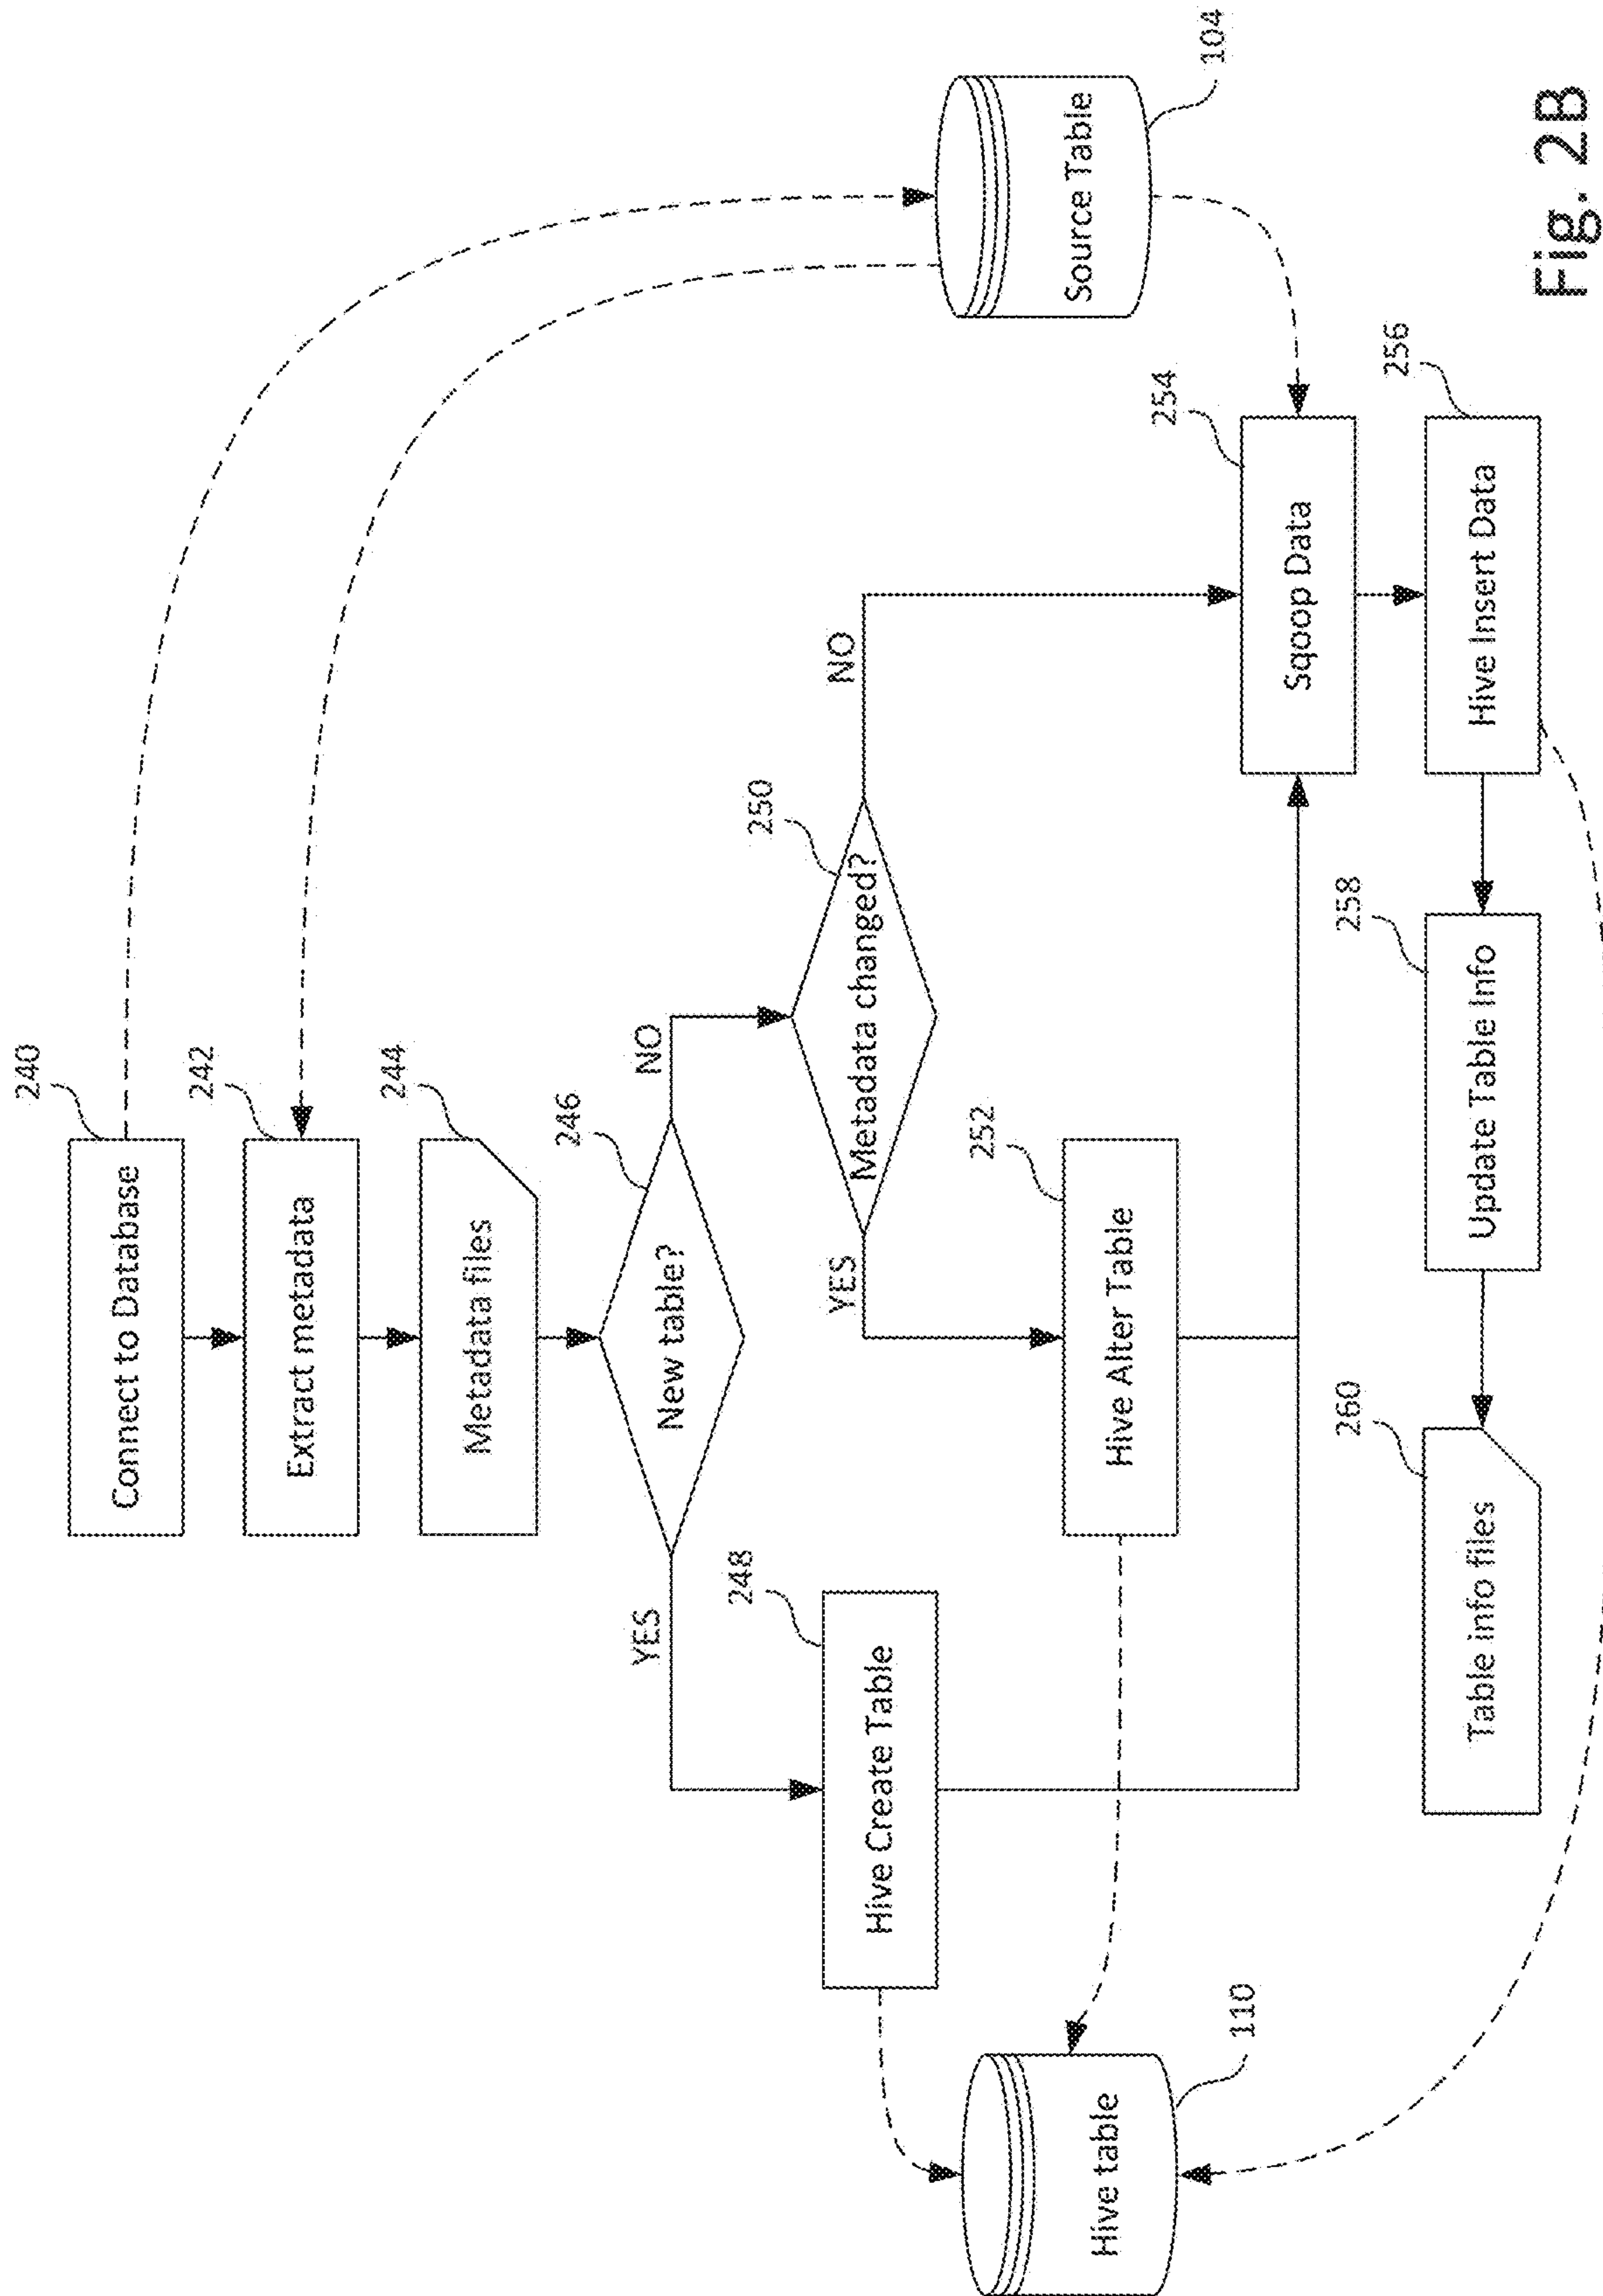 240
Connect to Database
242
Extract metadata
244
Metadata files
246
New table?
YES
NO
248
Hive Create Table
250
Metadata changed?
YES
NO
252
Hive Alter Table
Hive table
110
Source Table
104
254
Sqoop Data
256
Hive Insert Data
258
Update Table Info
260
Table info files
Fig. 2B